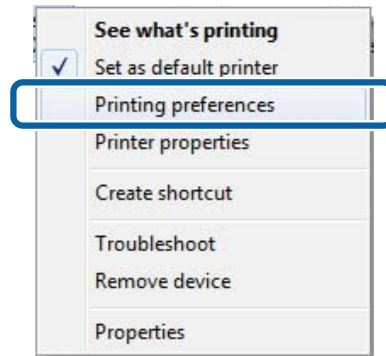 See what's printing
Set as default printer
Printing preferences
Printer properties
Create shortcut
Troubleshoot
Remove device
Properties